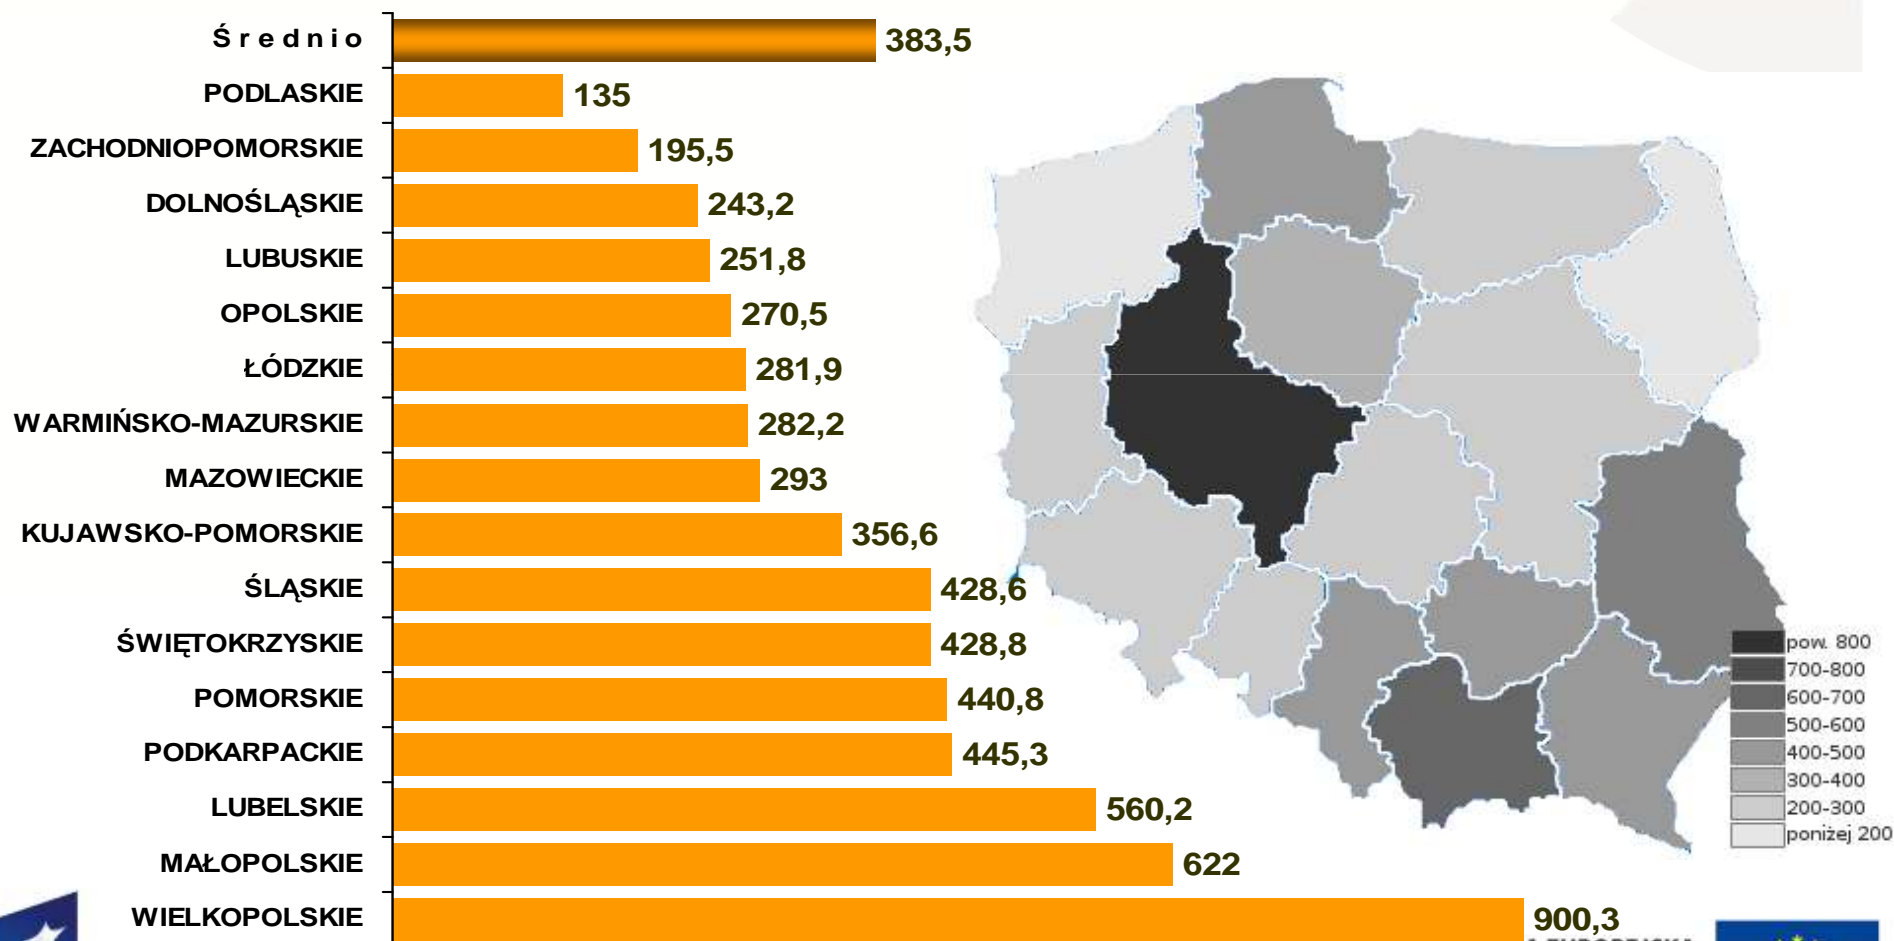 Średnio 383,5
PODLASKIE 135
ZACHODNIOPOMORSKIE 195,5
DOLNOŚLĄSKIE 243,2
LUBUSKIE 251,8
OPOLSKIE 270,5
ŁÓDZKIE 281,9
WARMIŃSKO-MAZURSKIE 282,2
MAZOWIECKIE 293
KUJAWSKO-POMORSKIE 356,6
ŚLĄSKIE 428,6
ŚWIĘTOKRZYSKIE 428,8
POMORSKIE 440,8
PODKARPACKIE 445,3
LUBELSKIE 560,2
MAŁOPOLSKIE 622
WIELKOPOLSKIE 900,3
pow. 800
700-800
600-700
500-600
400-500
300-400
200-300
poniżej 200